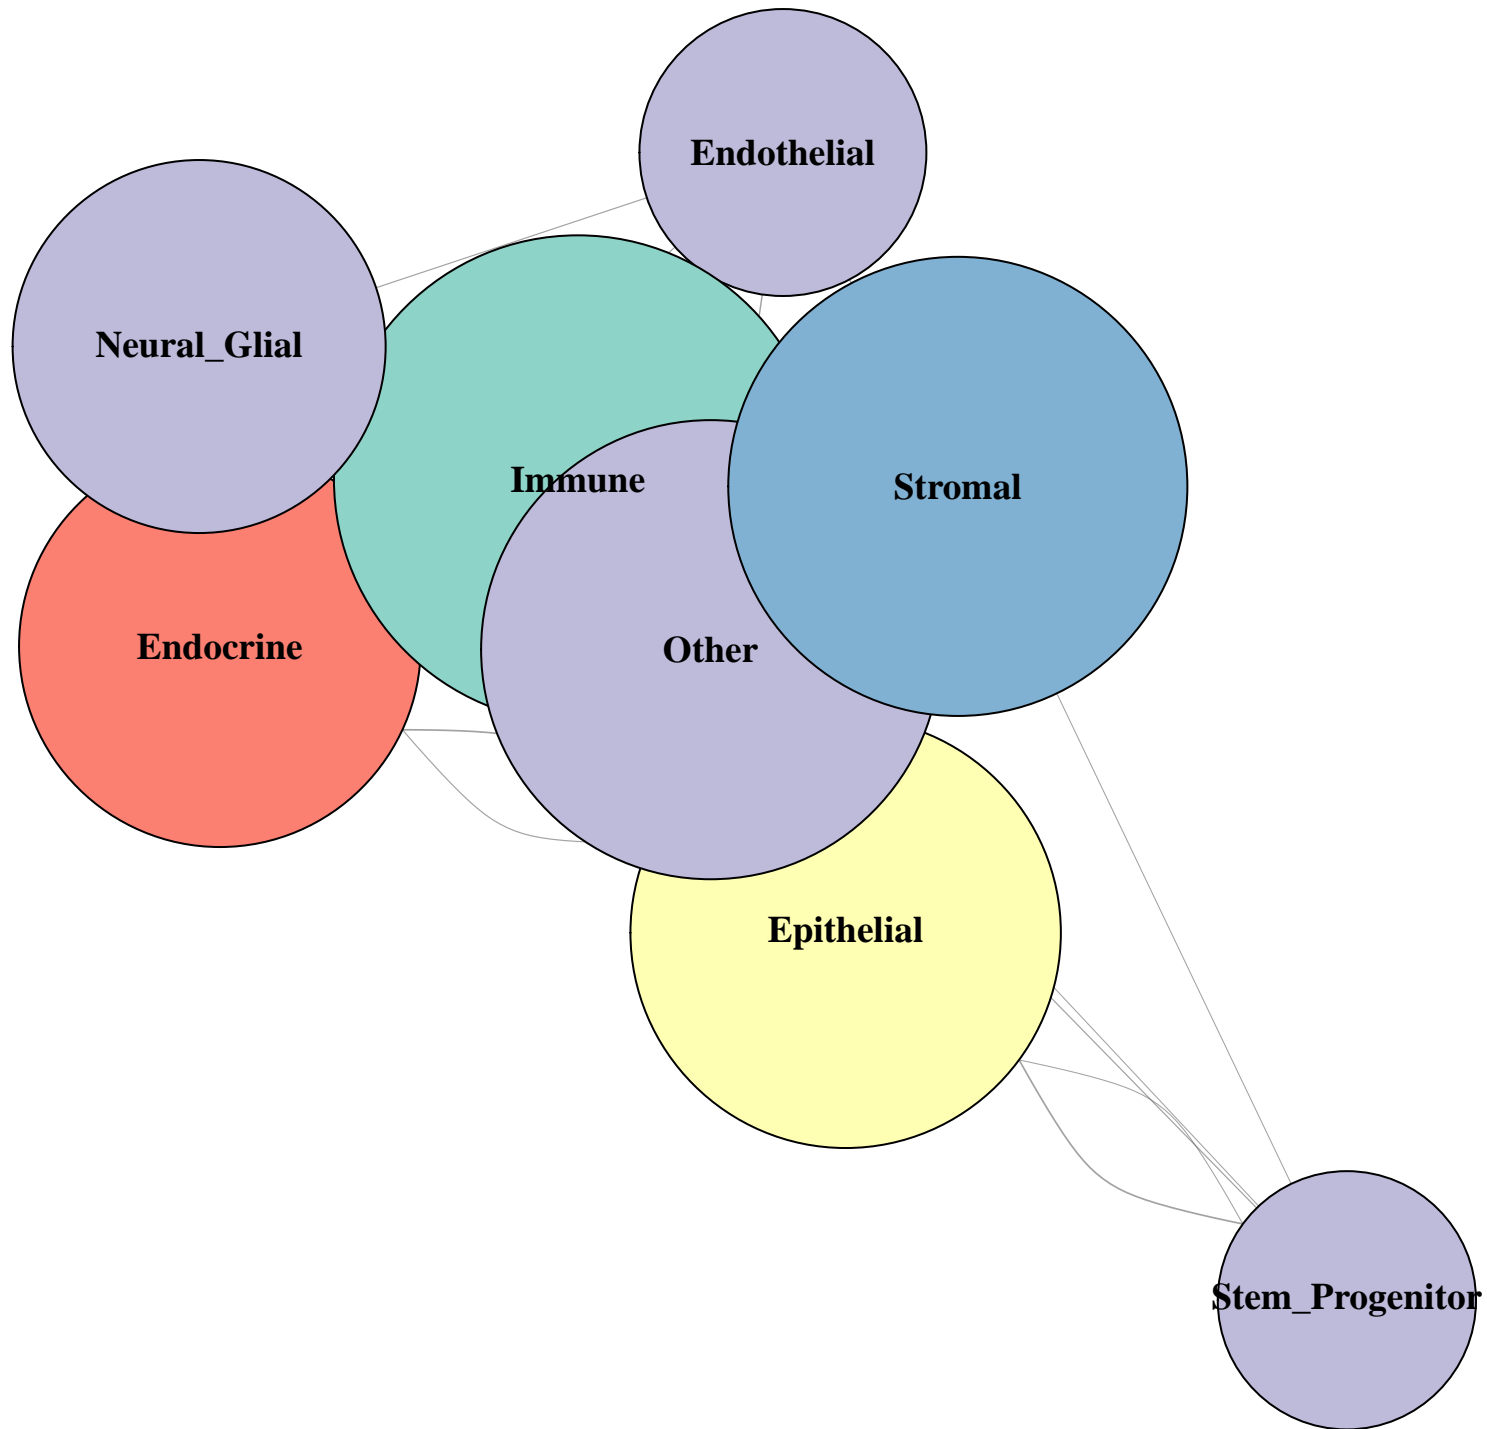 Endothelial
Neural_Glial
Immune
Stromal
Endocrine
Other
Epithelial
Stem_Progenitor